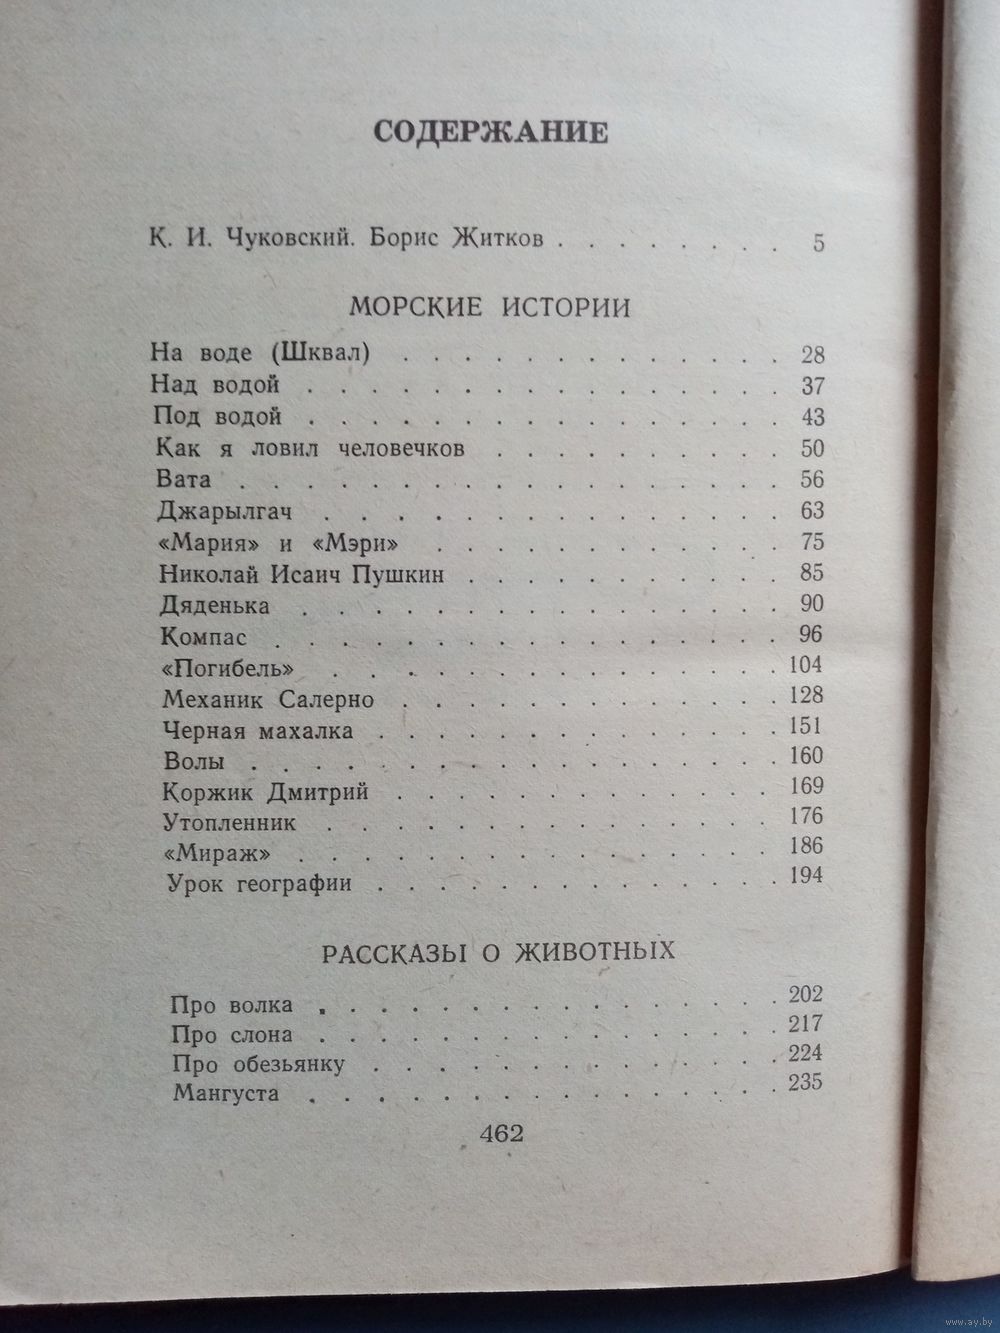 СОДЕРЖАНИЕ
К. И. Чуковский. Борис Житков . . . . . . . . 5
МОРСКИЕ ИСТОРИИ
На воде (Шквал) . . . . . . . . . . . . . 28
Над водой . . . . . . . . . . . . . . . . 37
Под водой . . . . . . . . . . . . . . . . 43
Как я ловил человечков . . . . . . . . . . 50
Вата . . . . . . . . . . . . . . . . . . 56
Джарылгач . . . . . . . . . . . . . . . 63
«Мария» и «Мэри» . . . . . . . . . . . . 75
Николай Исаич Пушкин . . . . . . . . . . 85
Дяденька . . . . . . . . . . . . . . . . 90
Компас . . . . . . . . . . . . . . . . . 96
«Погибель» . . . . . . . . . . . . . . . 104
Механик Салерно . . . . . . . . . . . . . 128
Черная махалка . . . . . . . . . . . . . . 151
Волы . . . . . . . . . . . . . . . . . . 160
Коржик Дмитрий . . . . . . . . . . . . . 169
Утопленник . . . . . . . . . . . . . . . 176
«Мираж» . . . . . . . . . . . . . . . . 186
Урок географии . . . . . . . . . . . . . . 194
РАССКАЗЫ О ЖИВОТНЫХ
Про волка . . . . . . . . . . . . . . . . 202
Про слона . . . . . . . . . . . . . . . . 217
Про обезьянку . . . . . . . . . . . . . . 224
Мангуста . . . . . . . . . . . . . . . . 235
462
www.ay.by